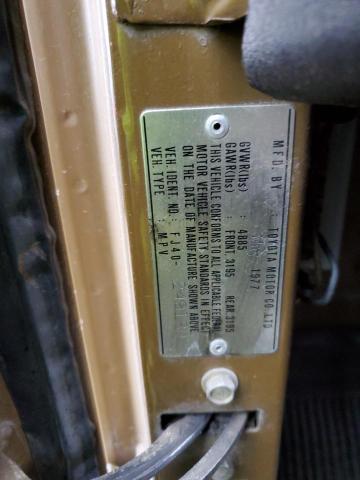 MFD. BY : TOYOTA MOTOR CO., LTD
1977
GVWR(lbs) : 4885
GAWR(lbs) : FRONT, 3195 REAR, 3195
THIS VEHICLE CONFORMS TO ALL APPLICABLE FEDERAL
MOTOR VEHICLE SAFETY STANDARDS IN EFFECT
ON THE DATE OF MANUFACTURE SHOWN ABOVE
VEH. IDENT. NO. : FJ40-
VEH. TYPE : MPV